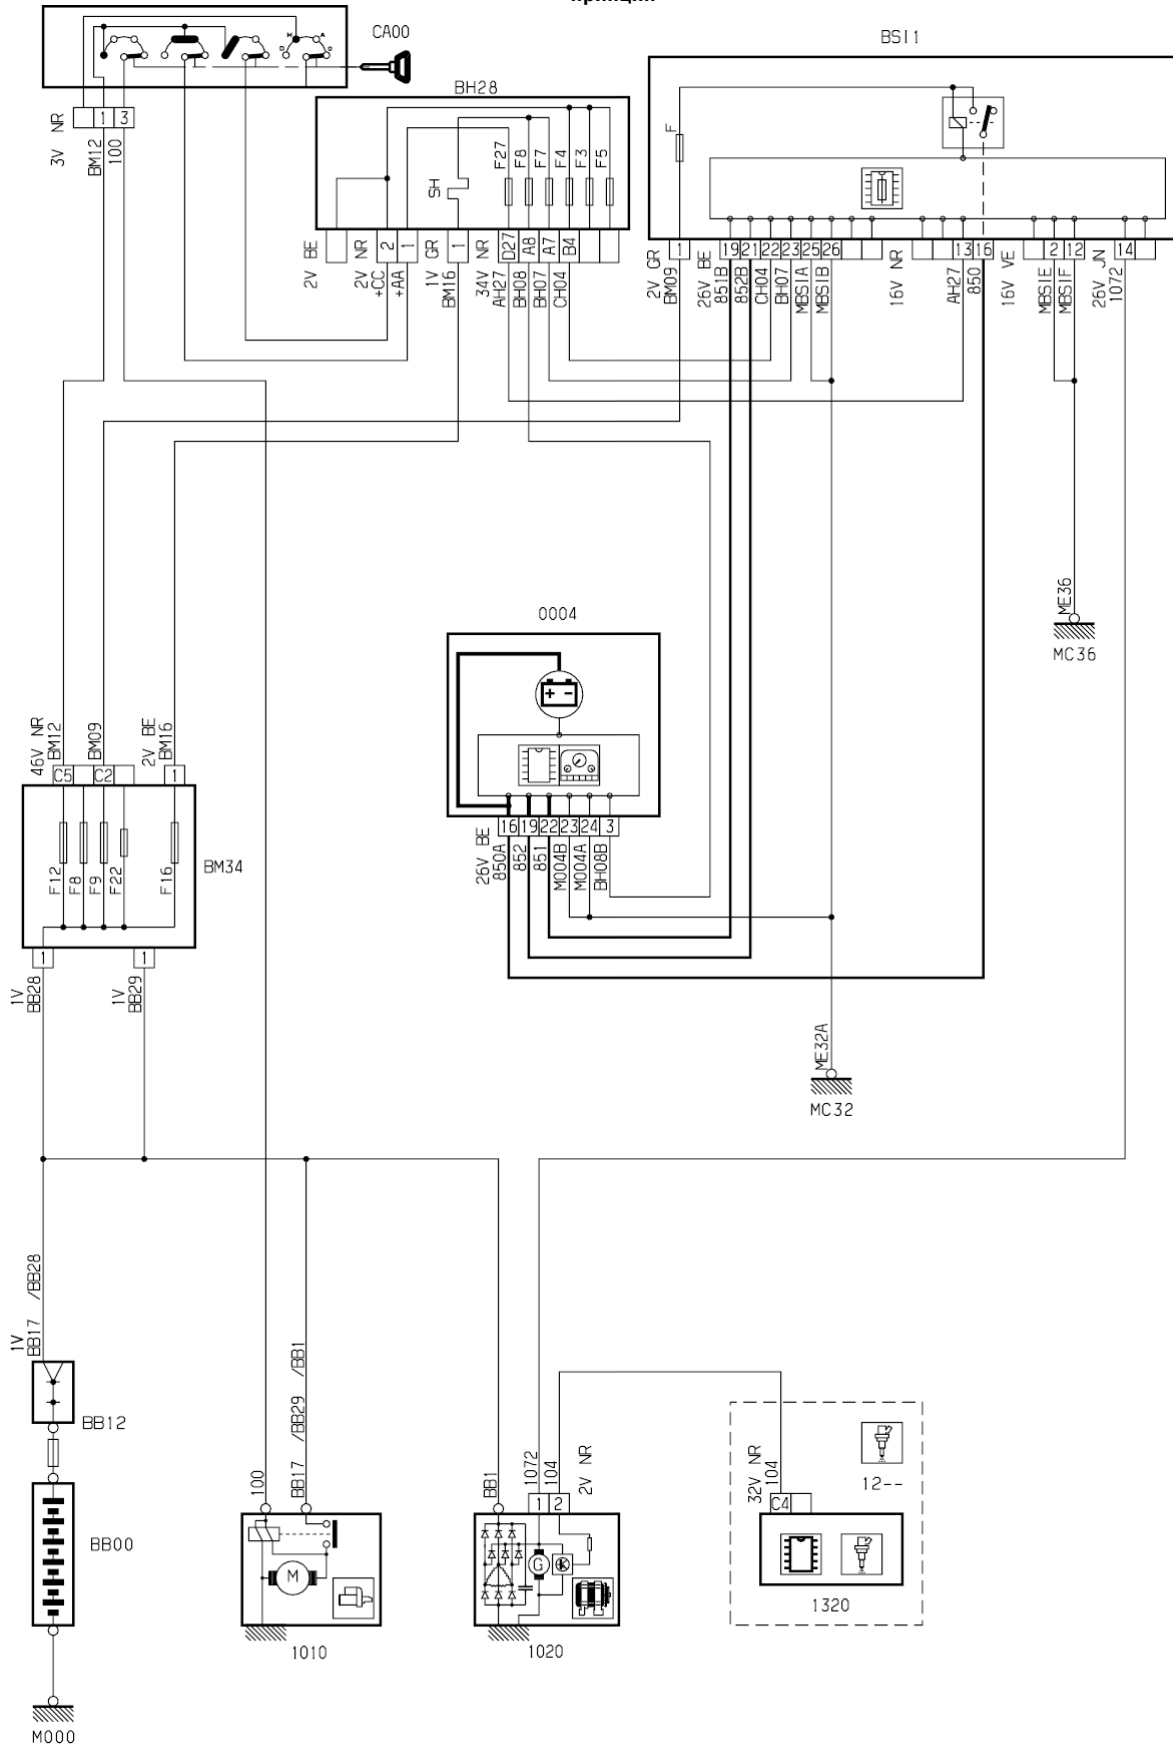 принцип
CA00
BSI1
BH28
3V NR
1 3
BM12
100
SH
F27
F8
F7
F4
F3
F5
F
2V BE
2V NR
2 1
+CC
+AA
1V GR
1
BM16
34V NR
D27 A8 A7 B4
AH27
BH08
BH07
CH04
2V GR
1
BM09
26V BE
19 21 22 23 25 26
851B
852B
CH04
BH07
MBSIA
MBSIB
16V NR
13 16
AH27
850
16V VE
2 12
MBSIE
MBSIF
26V JN
14
1072
ME36
MC36
0004
+ -
16 19 22 23 24 3
26V BE
850A
852
851
M004B
M004A
BH08B
46V NR
BM12
BM09
2V BE
BM16
C5 C2 1
F12
F8
F9
F22
F16
BM34
1 1
1V
BB28
1V
BB29
ME32A
MC32
1V
BB17 /BB28
BB12
BB00
M000
100
BB17 /BB29 /BB1
M
1010
BB1
1072
104
2V NR
1 2
G
1020
32V NR
104
C4
12--
1320